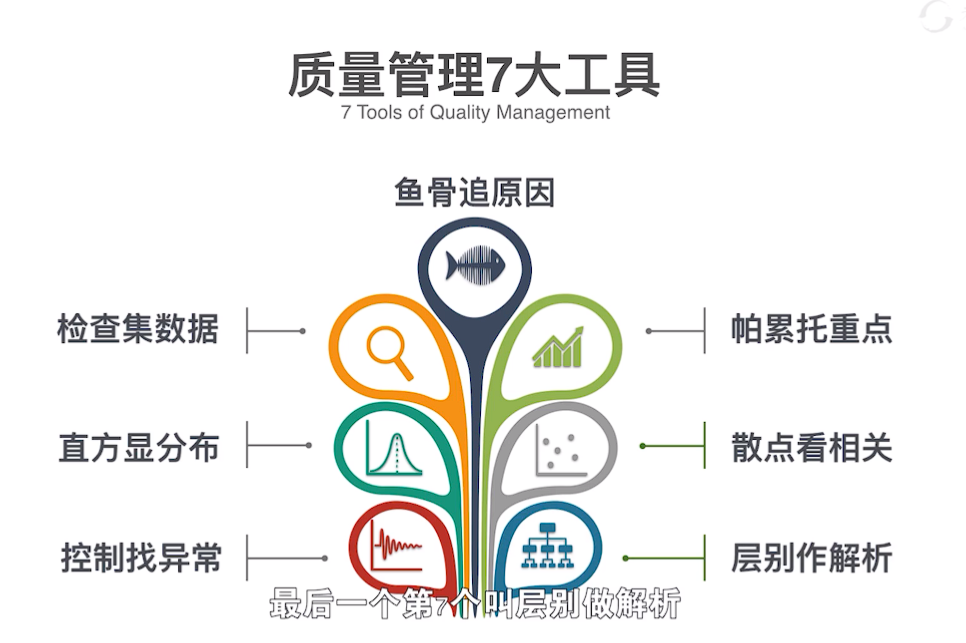 质量管理7大工具
7 Tools of Quality Management
鱼骨追原因
检查集数据
帕累托重点
直方显分布
散点看相关
控制找异常
层别作解析
最后一个第7个叫层别做解析